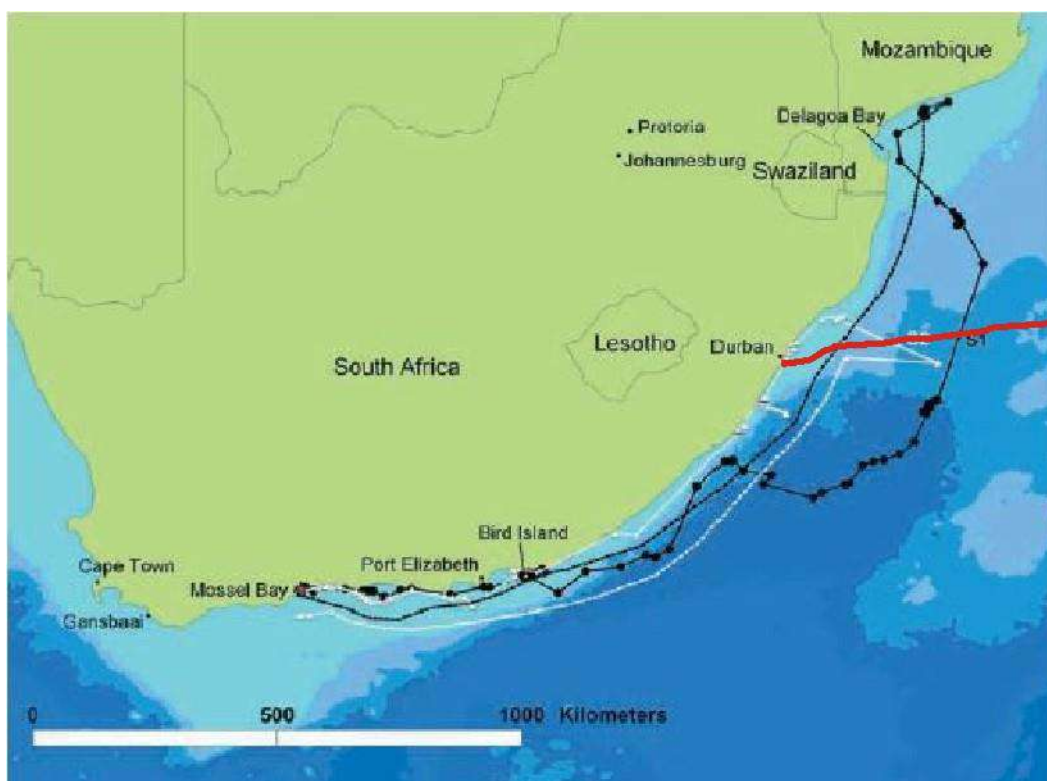 Mozambique
Delagoa Bay
Pretoria
Johannesburg
Swaziland
Lesotho
Durban
S1
South Africa
Bird Island
Port Elizabeth
Cape Town
Mossel Bay
Gansbaai
0 500 1000 Kilometers